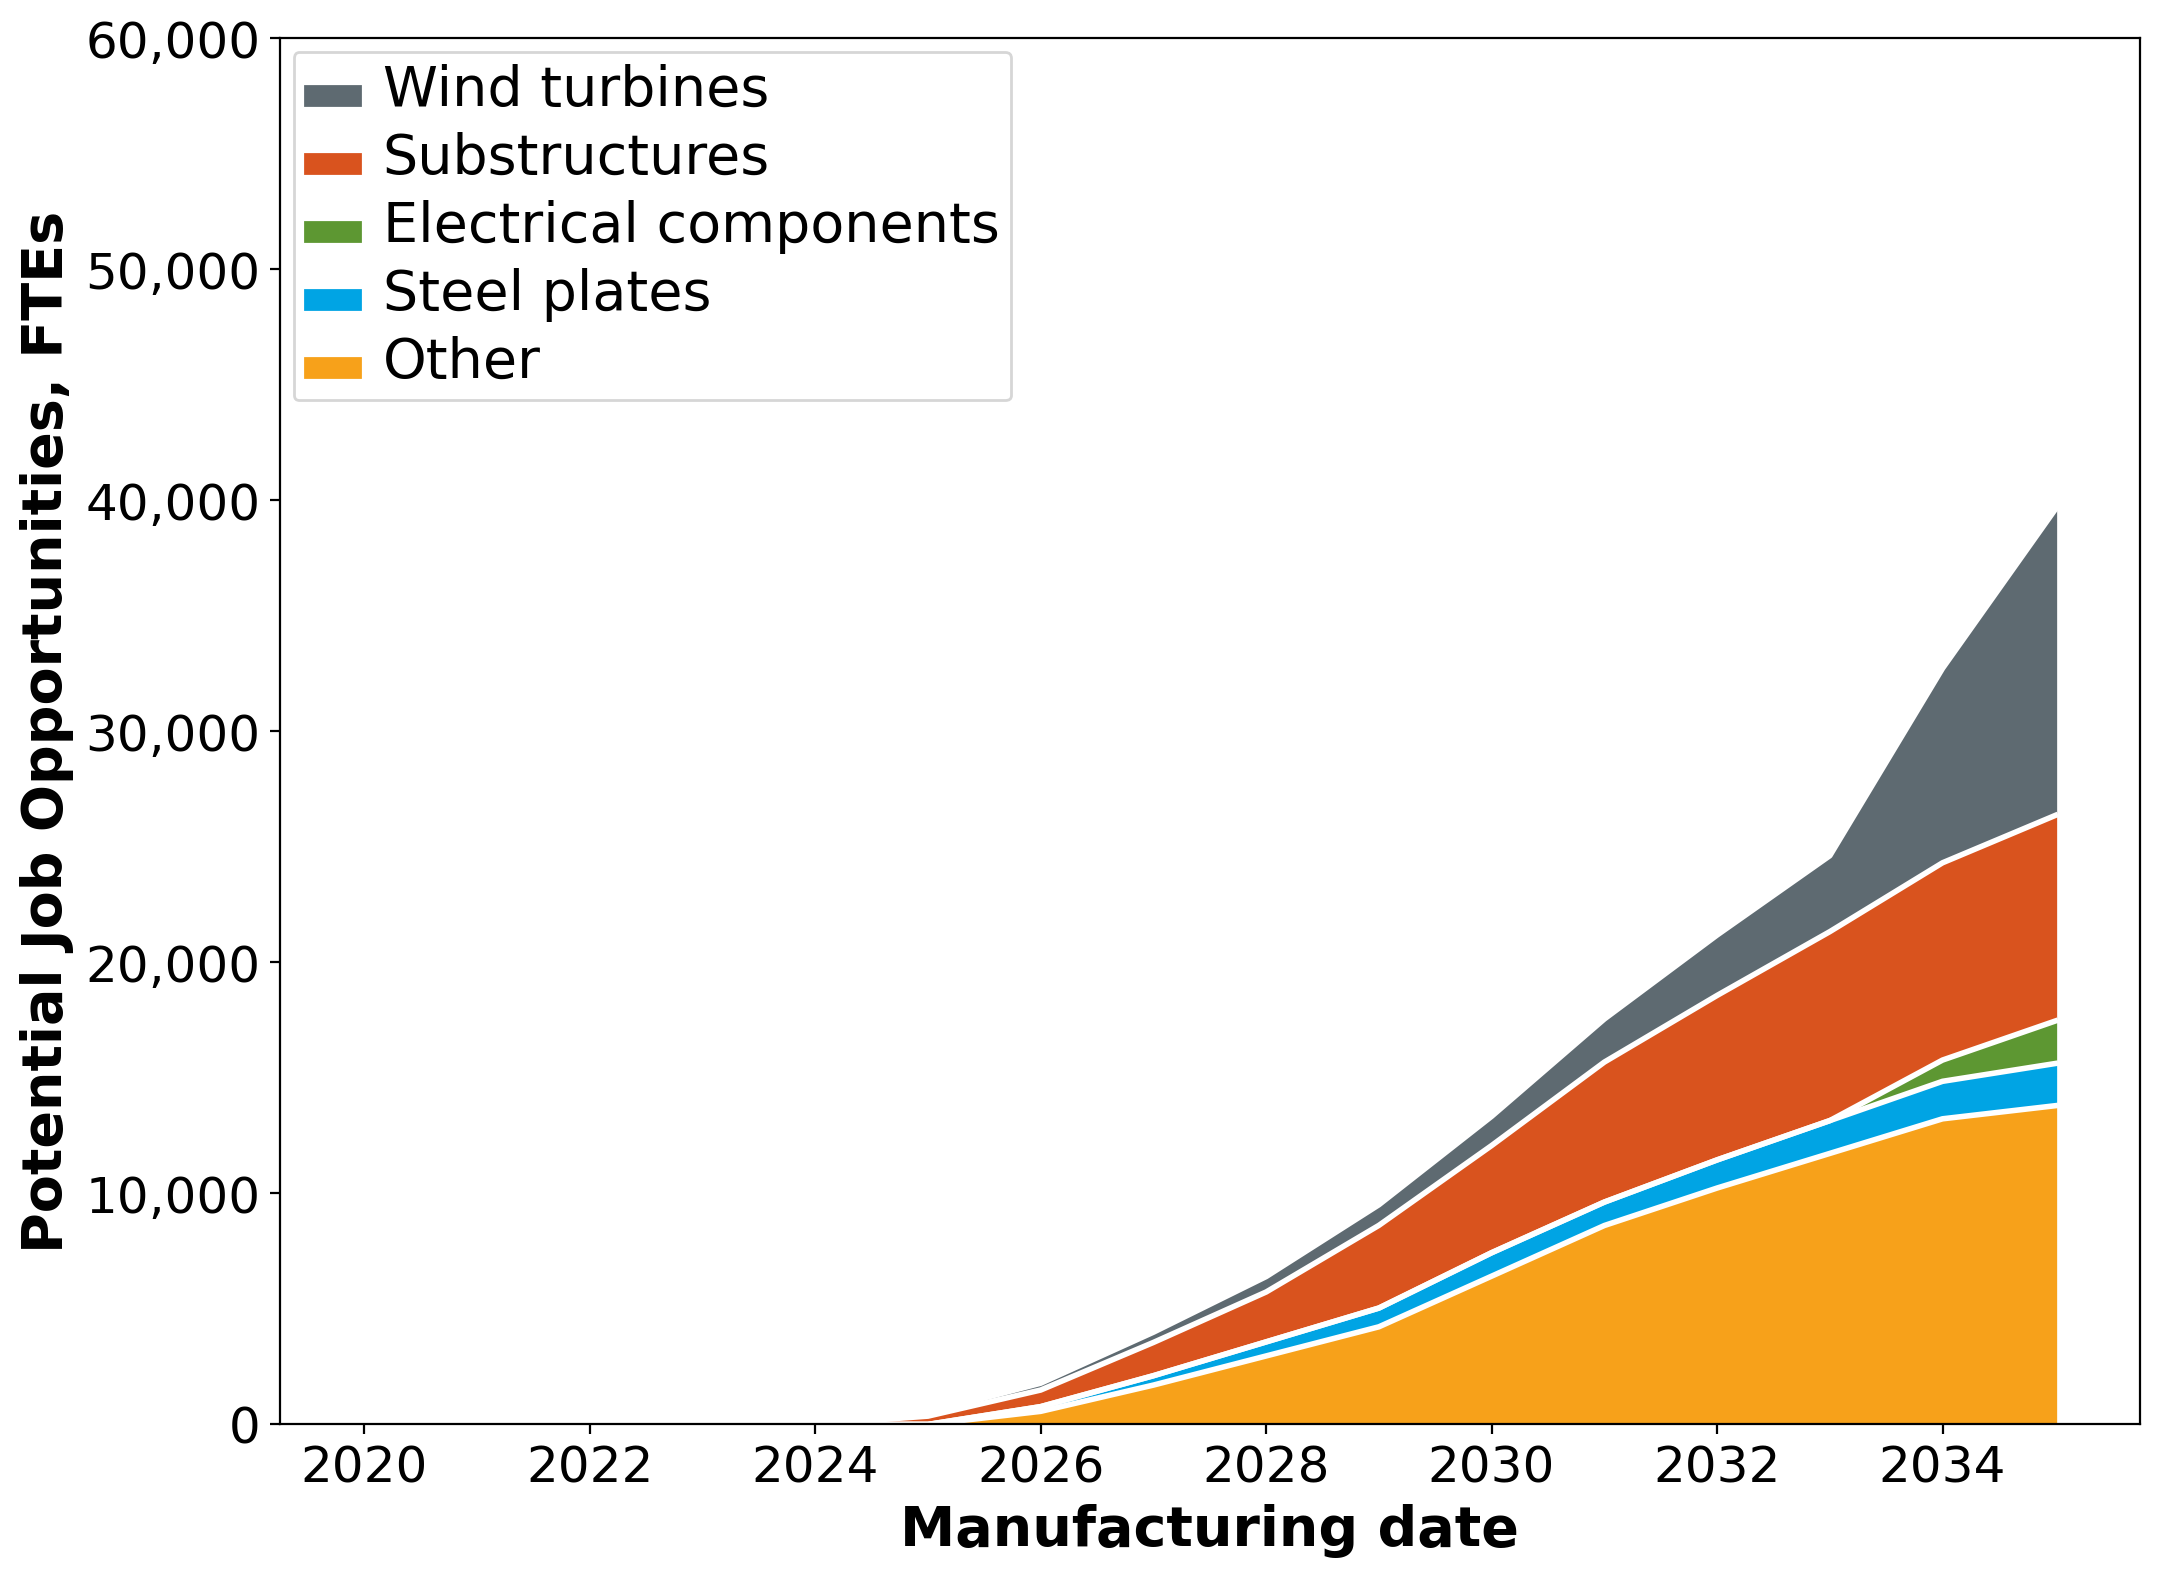 60,000
50,000
40,000
30,000
20,000
10,000
0
Potential Job Opportunities, FTEs
Wind turbines
Substructures
Electrical components
Steel plates
Other
2020 2022 2024 2026 2028 2030 2032 2034
Manufacturing date